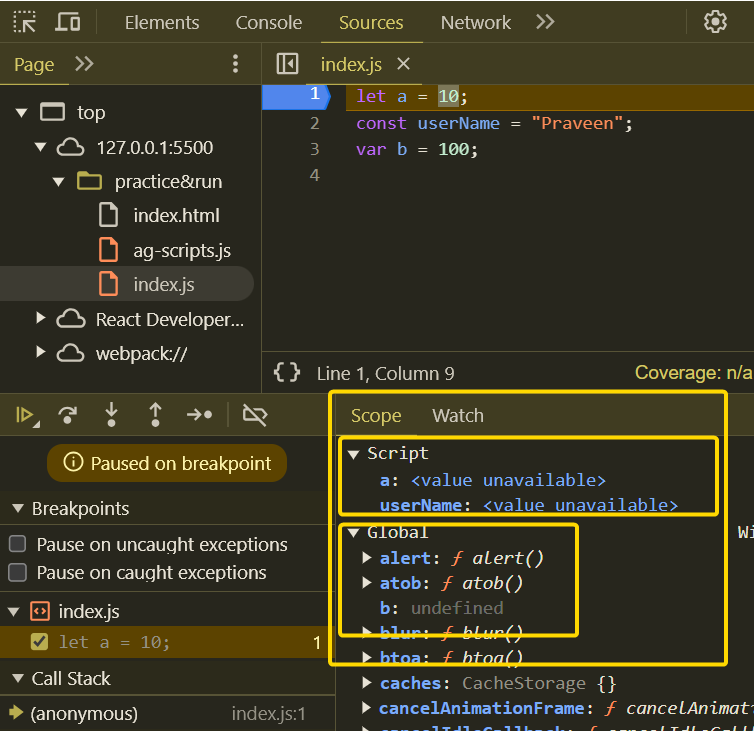 Elements Console Sources Network
Page
index.js
top
127.0.0.1:5500
practice&run
index.html
ag-scripts.js
index.js
React Developer...
webpack://
1 let a = 10;
2 const userName = "Praveen";
3 var b = 100;
4
{} Line 1, Column 9 Coverage: n/a
Paused on breakpoint
Breakpoints
Pause on uncaught exceptions
Pause on caught exceptions
index.js
let a = 10; 1
Call Stack
(anonymous) index.js:1
Scope Watch
Script
a: <value unavailable>
userName: <value unavailable>
Global Wi
alert: ƒ alert()
atob: ƒ atob()
b: undefined
blur: ƒ blur()
btoa: ƒ btoa()
caches: CacheStorage {}
cancelAnimationFrame: ƒ cancelAnimat
cancelIdleCallback: ƒ cancelIdleCall